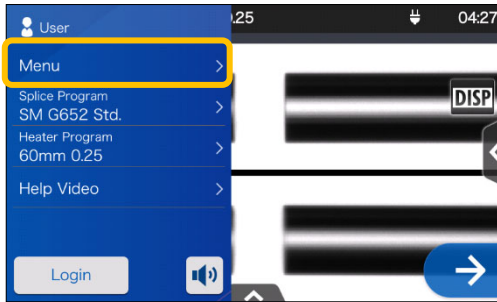 User
.25
04:27
Menu
Splice Program
SM G652 Std.
DISP
Heater Program
60mm 0.25
Help Video
Login